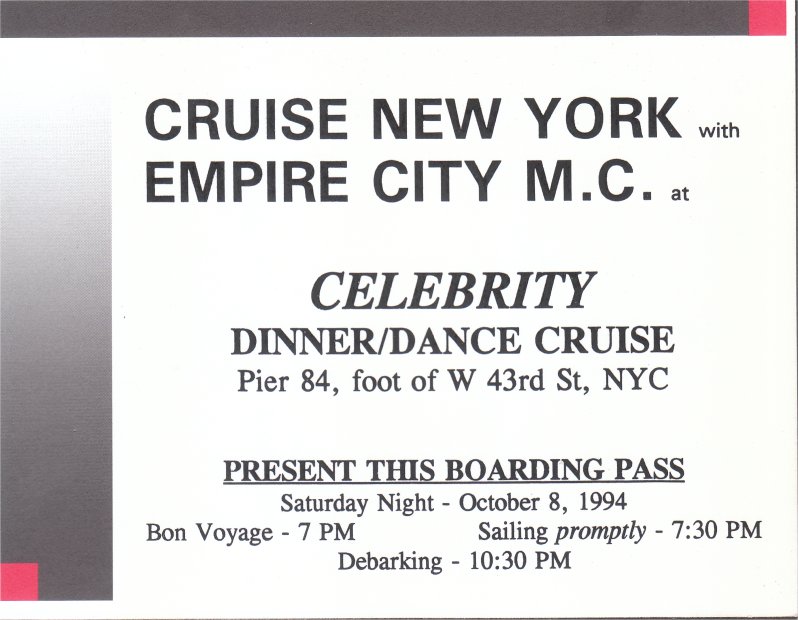 CRUISE NEW YORK with
EMPIRE CITY M.C. at
CELEBRITY
DINNER/DANCE CRUISE
Pier 84, foot of W 43rd St, NYC
PRESENT THIS BOARDING PASS
Saturday Night - October 8, 1994
Bon Voyage - 7 PM Sailing promptly - 7:30 PM
Debarking - 10:30 PM